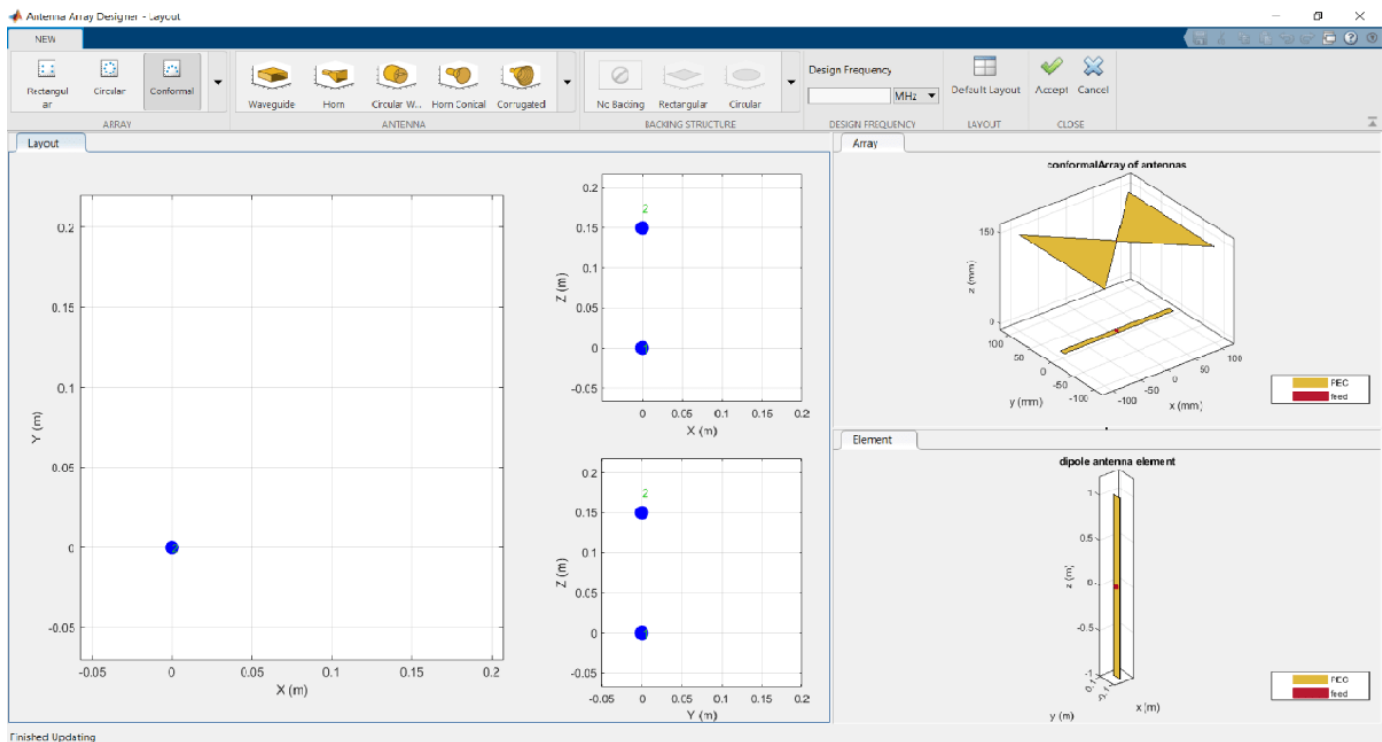 Antenna Array Designer - Layout
NEW
Rectangul
ar
Circular
Conformal
Waveguide
Horn
Circular W...
Horn Conical
Corrugated
No Backing
Rectangular
Circular
Design Frequency
MHz
Default Layout
Accept
Cancel
ARRAY
ANTENNA
BACKING STRUCTURE
DESIGN FREQUENCY
LAYOUT
CLOSE
Layout
0.2
0.15
0.1
0.05
0
-0.05
Y (m)
-0.05 0 0.05 0.1 0.15 0.2
X (m)
0.2
0.15
0.1
0.05
0
-0.05
Z (m)
2
0 0.05 0.1 0.2
X (m)
0.2
0.15
0.1
0.05
0
-0.05
Z (m)
2
-0.05 0 0.05 0.1 0.15 0.2
Y (m)
Array
conformalArray of antennas
150
0
z (mm)
100
50
0
-50
-100
y (mm)
-100
-50
0
50
100
x (mm)
PEC
feed
Element
dipole antenna element
1
0.5
0
-0.5
-1
z (m)
0.1
-0.1
y (m)
x (m)
PEC
feed
Finished Updating